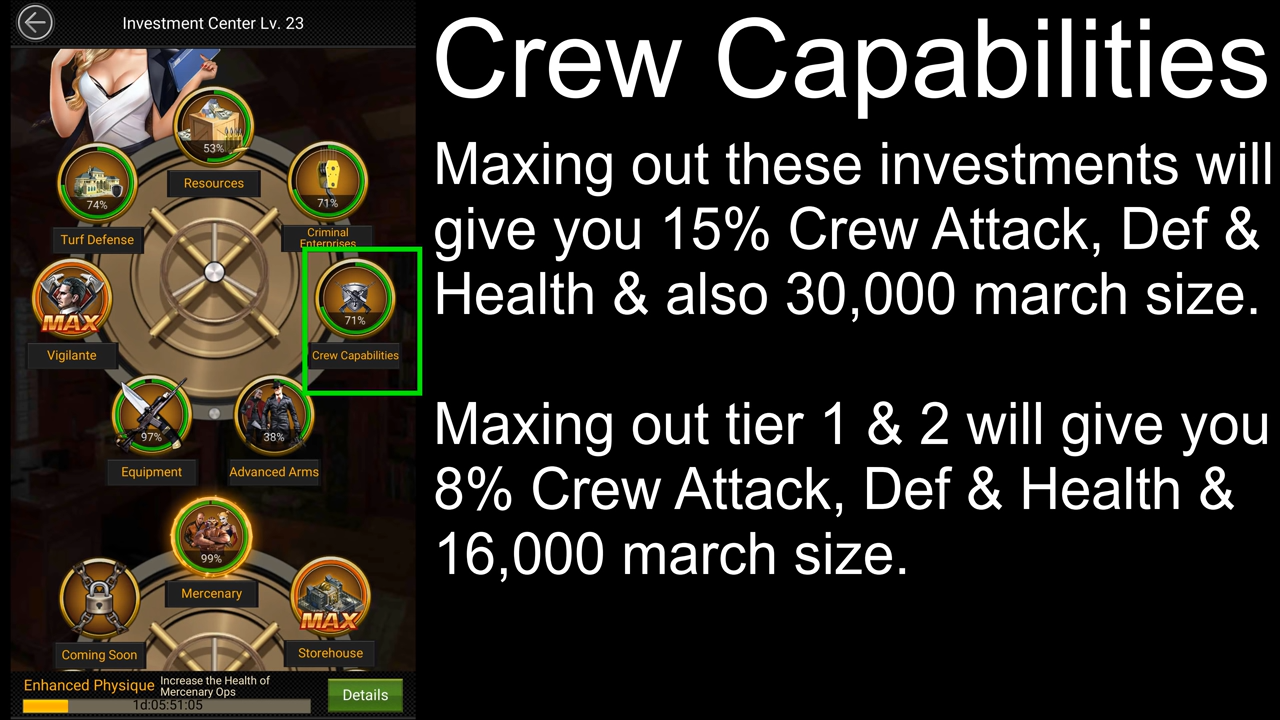 Investment Center Lv. 23
53%
Resources
74%
Turf Defense
71%
Criminal
Enterprises
MAX
Vigilante
71%
Crew Capabilities
97%
Equipment
38%
Advanced Arms
99%
Mercenary
Coming Soon
MAX
Storehouse
Enhanced Physique
Increase the Health of
Mercenary Ops
1d:05:51:05
Details
Crew Capabilities
Maxing out these investments will
give you 15% Crew Attack, Def &
Health & also 30,000 march size.
Maxing out tier 1 & 2 will give you
8% Crew Attack, Def & Health &
16,000 march size.